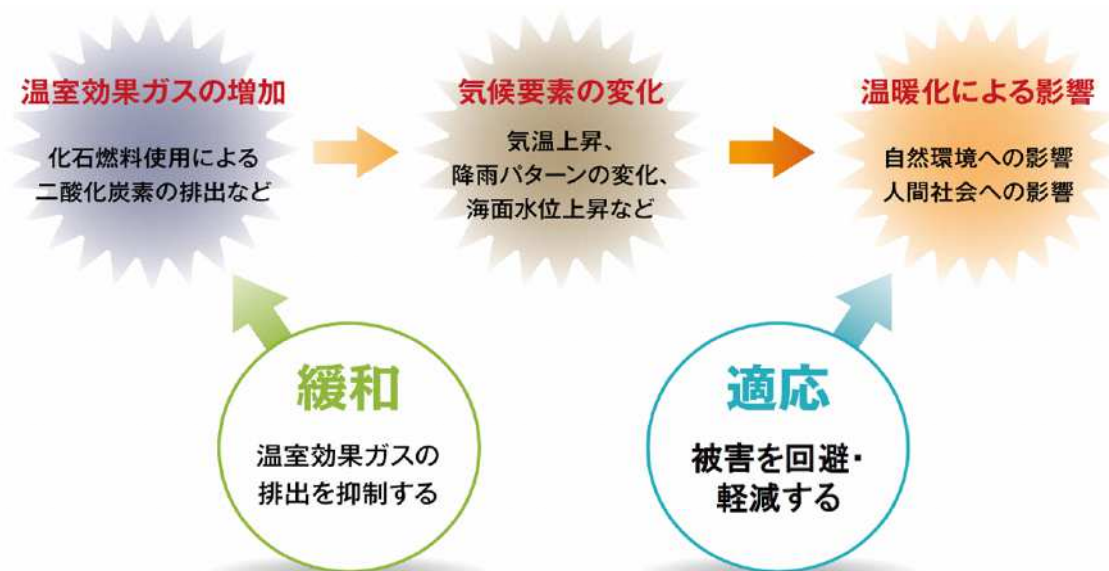 温室効果ガスの増加
化石燃料使用による
二酸化炭素の排出など
気候要素の変化
気温上昇、
降雨パターンの変化、
海面水位上昇など
温暖化による影響
自然環境への影響
人間社会への影響
緩和
温室効果ガスの
排出を抑制する
適応
被害を回避・
軽減する